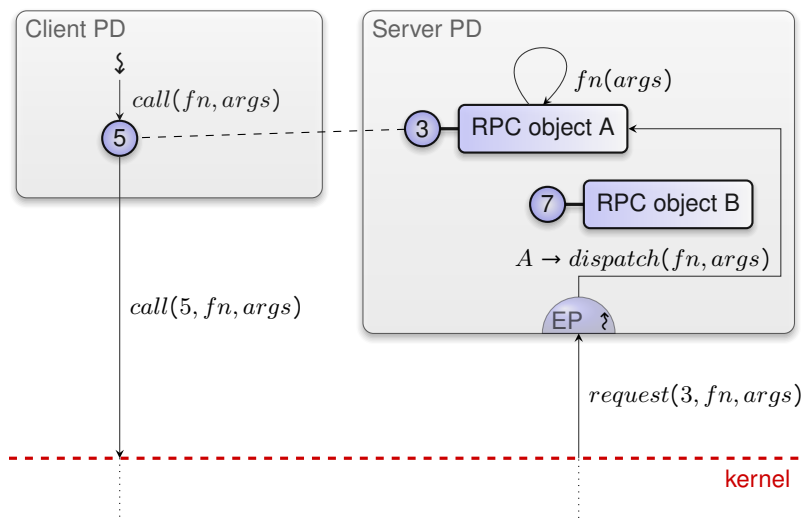 Client PD
Server PD
call(fn, args)
fn(args)
5
3
RPC object A
7
RPC object B
A → dispatch(fn, args)
call(5, fn, args)
EP
request(3, fn, args)
kernel